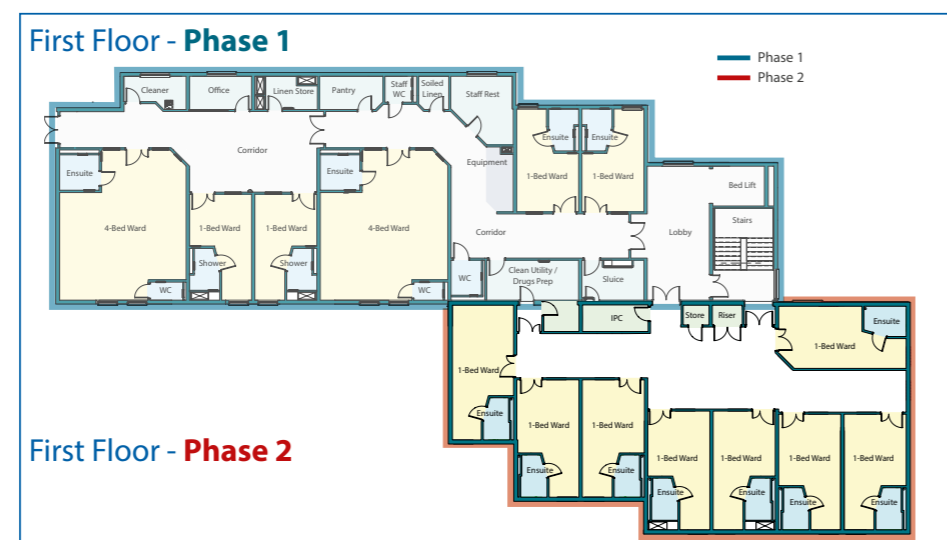 First Floor - Phase 1
Phase 1
Phase 2
Cleaner
Office
Linen Store
Pantry
Staff
WC
Soiled
Linen
Staff Rest
Ensuite
Ensuite
Corridor
Equipment
Ensuite
Ensuite
1-Bed Ward
1-Bed Ward
Bed Lift
4-Bed Ward
1-Bed Ward
1-Bed Ward
4-Bed Ward
Corridor
Lobby
Stairs
Shower
Shower
WC
WC
WC
Clean Utility /
Drugs Prep
Sluice
IPC
Store
Riser
Ensuite
1-Bed Ward
1-Bed Ward
Ensuite
1-Bed Ward
1-Bed Ward
Ensuite
Ensuite
First Floor - Phase 2
1-Bed Ward
1-Bed Ward
1-Bed Ward
1-Bed Ward
Ensuite
Ensuite
Ensuite
Ensuite